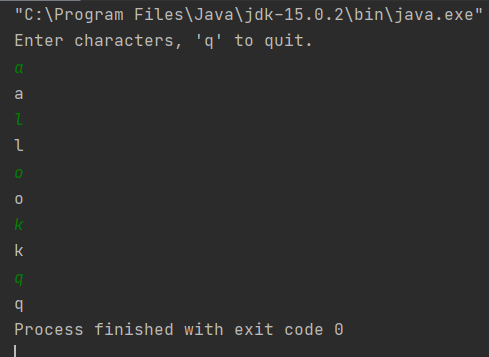 "C:\Program Files\Java\jdk-15.0.2\bin\java.exe"
Enter characters, 'q' to quit.
a
a
l
l
o
o
k
k
q
q
Process finished with exit code 0